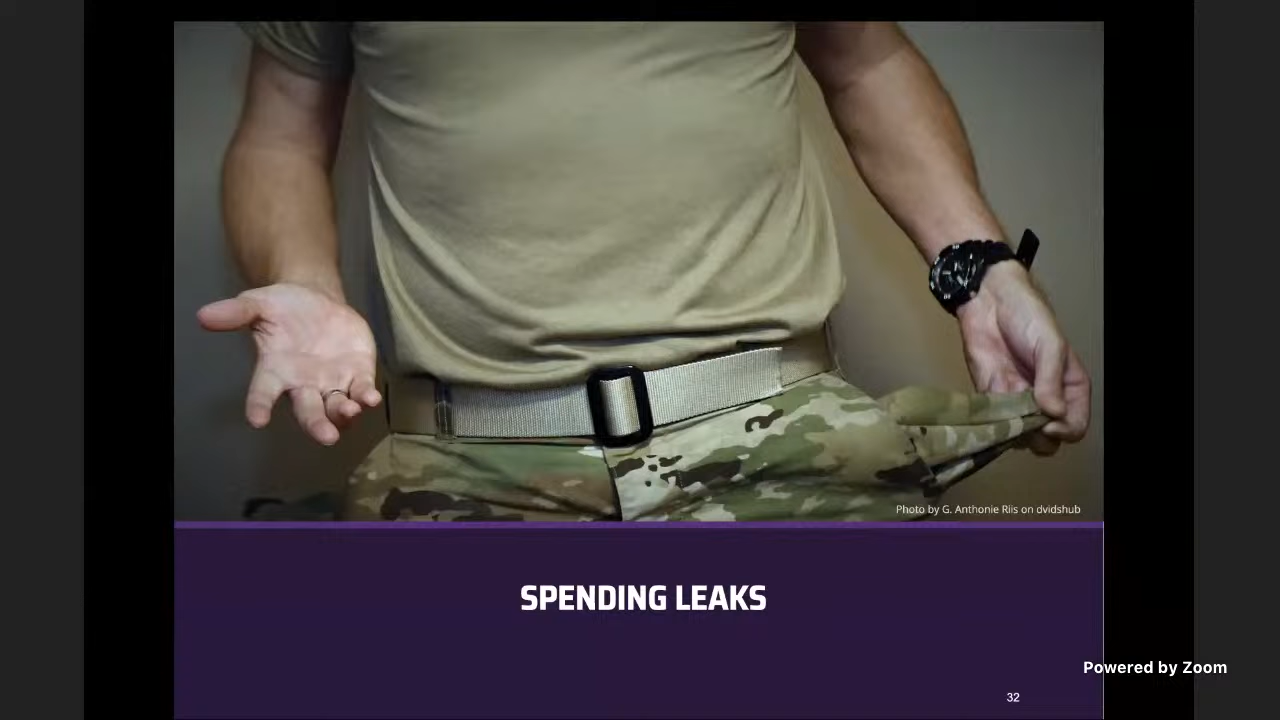 Photo by G. Anthonie Riis on dvidshub
SPENDING LEAKS
Powered by Zoom
32